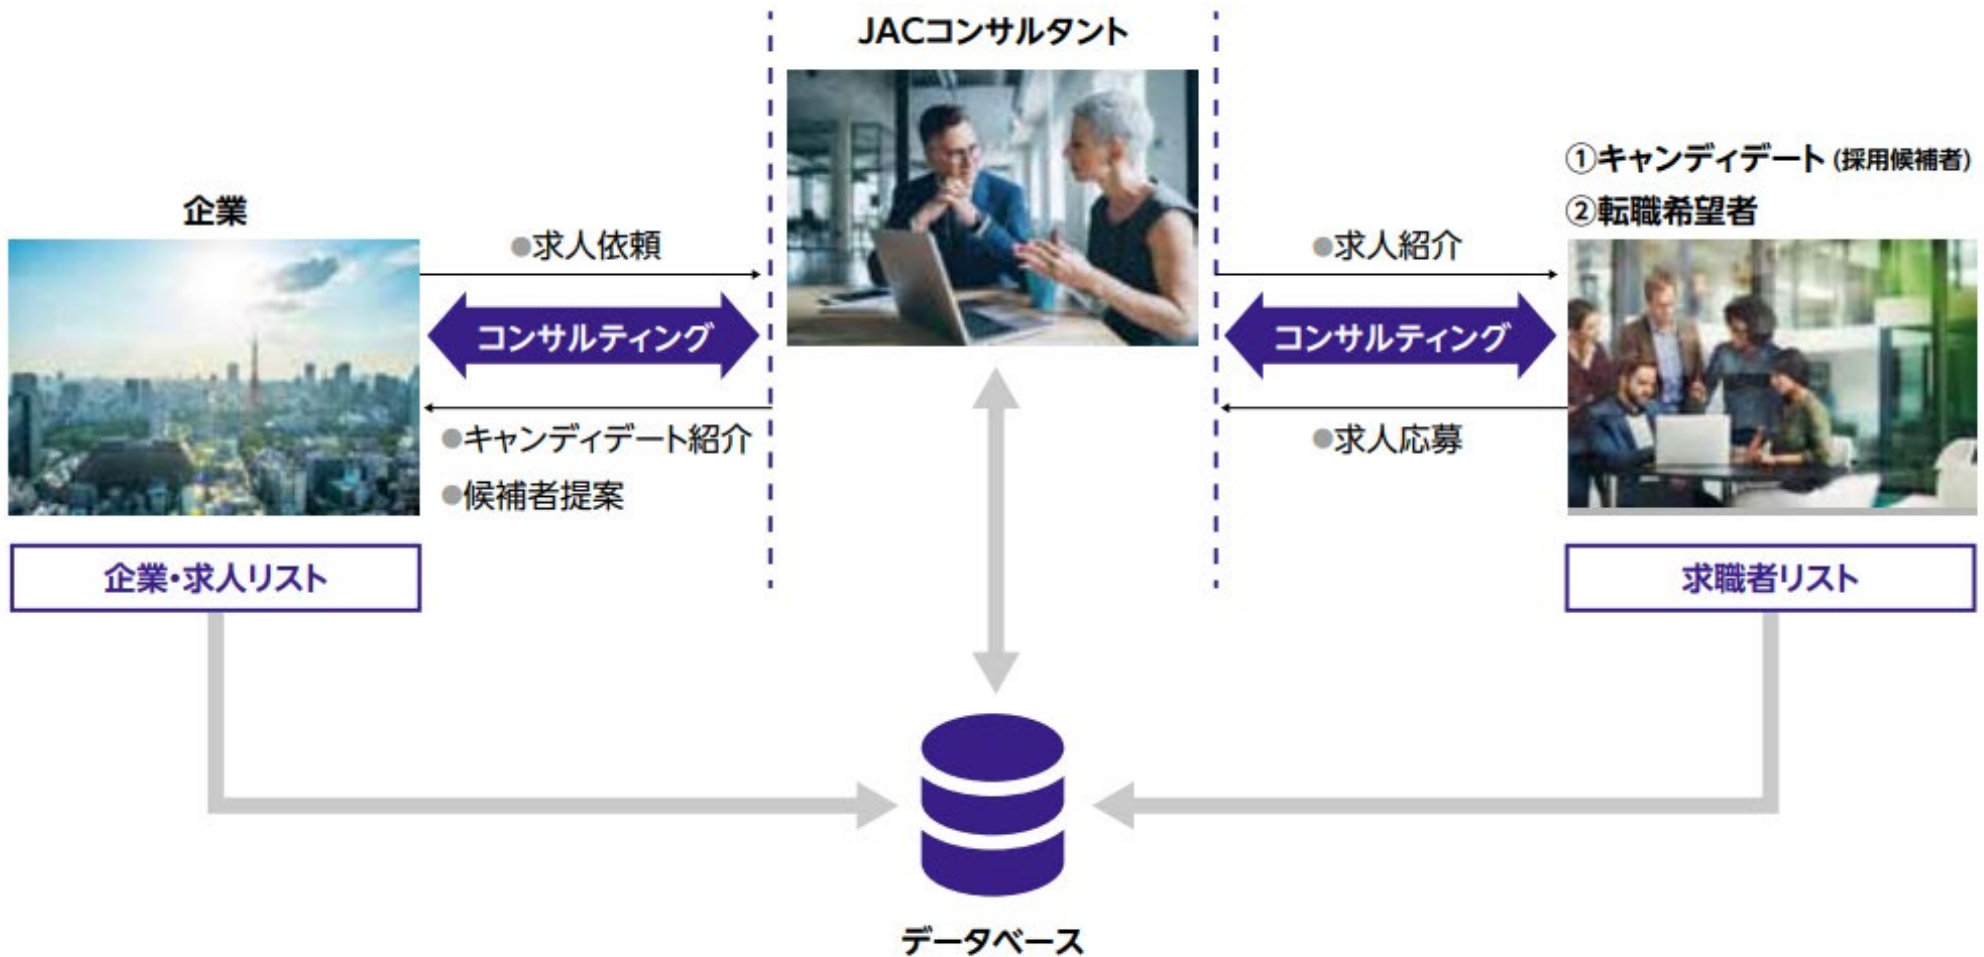 JACコンサルタント
①キャンディデート (採用候補者)
②転職希望者
企業
●求人依頼
●求人紹介
コンサルティング
コンサルティング
●キャンディデート紹介
●候補者提案
●求人応募
企業・求人リスト
求職者リスト
データベース